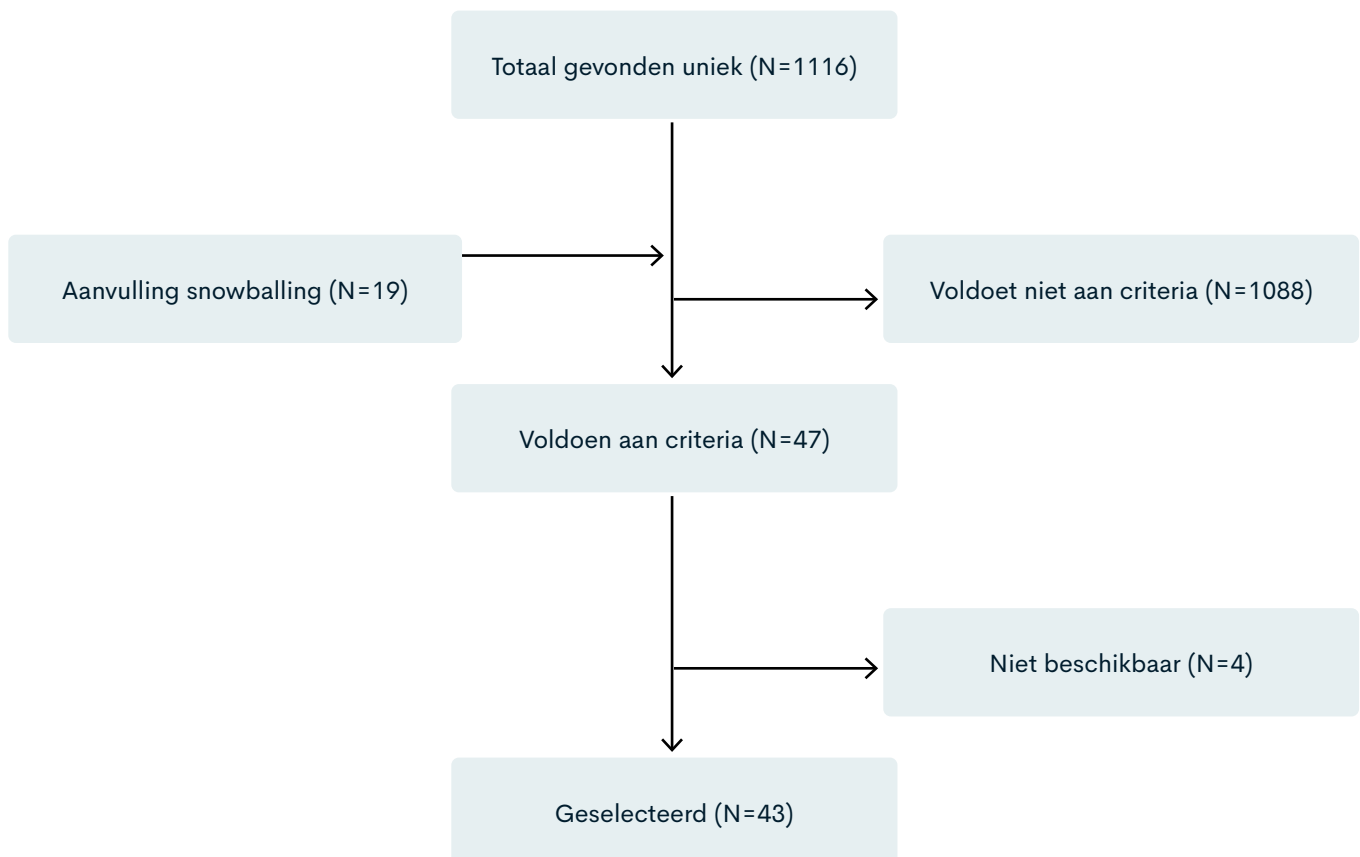 Totaal gevonden uniek (N=1116)
Aanvulling snowballing (N=19)
Voldoet niet aan criteria (N=1088)
Voldoen aan criteria (N=47)
Niet beschikbaar (N=4)
Geselecteerd (N=43)